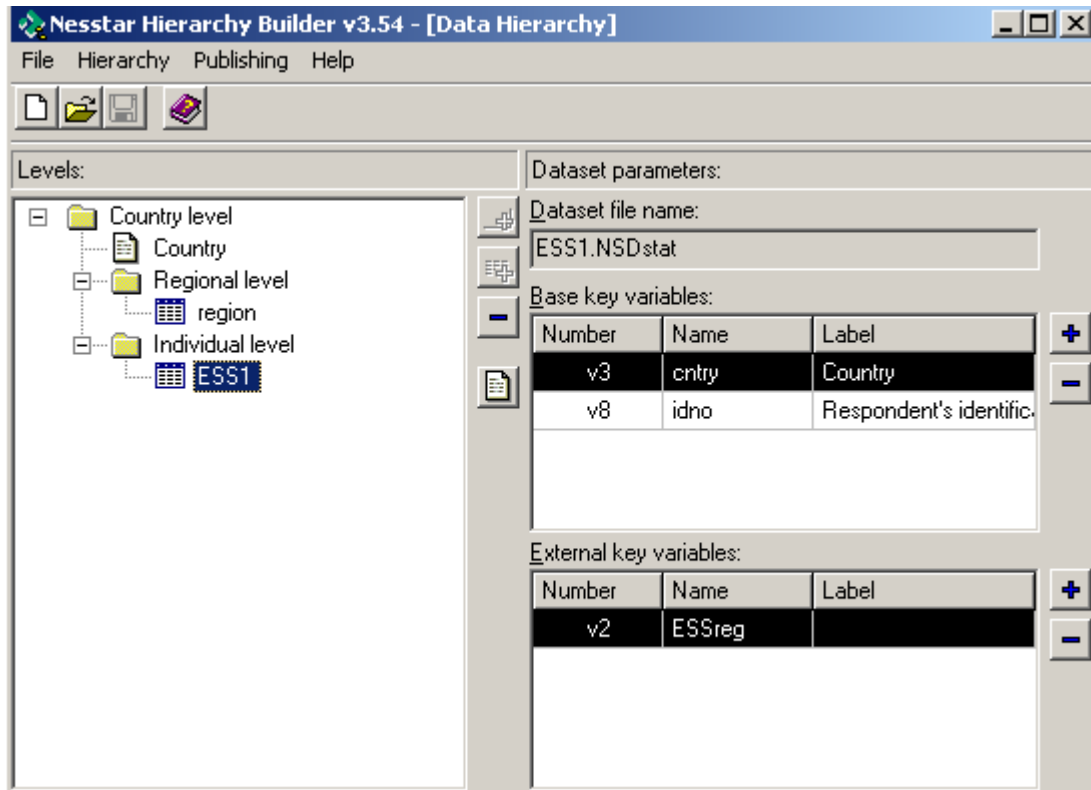 Nesstar Hierarchy Builder v3.54 - [Data Hierarchy]
File Hierarchy Publishing Help
Levels:
Country level
Country
Regional level
region
Individual level
ESS1
Dataset parameters:
Dataset file name:
ESS1.NSDstat
Base key variables:
Number Name Label
v3 cntry Country
v8 idno Respondent's identific
External key variables:
Number Name Label
v2 ESSreg